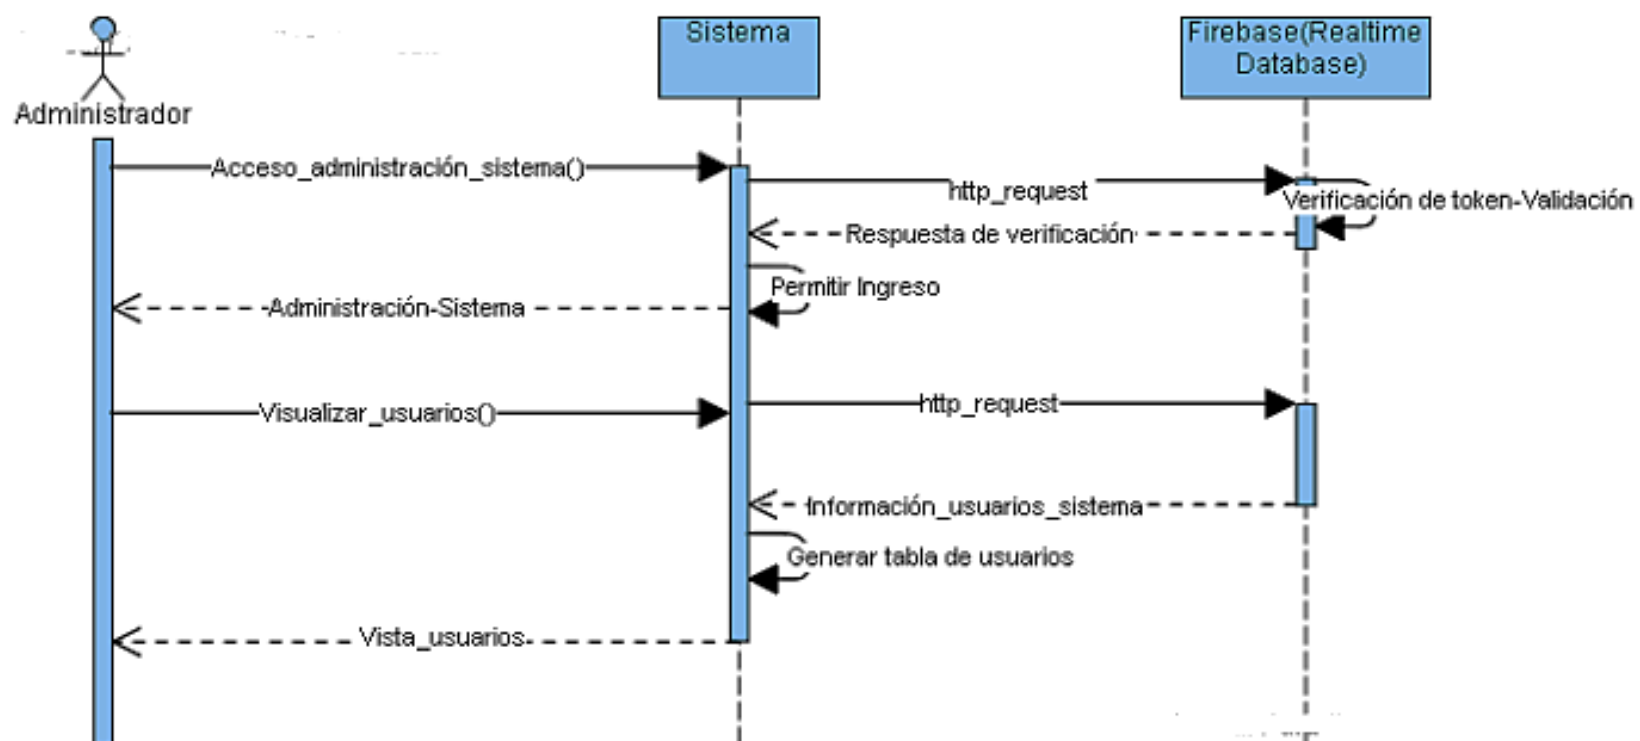 Sistema
Firebase(Realtime
Database)
Administrador
Acceso_administración_sistema()
http_request
Verificación de token-Validación
Respuesta de verificación
Permitir Ingreso
Administración-Sistema
Visualizar_usuarios()
http_request
Información_usuarios_sistema
Generar tabla de usuarios
Vista_usuarios